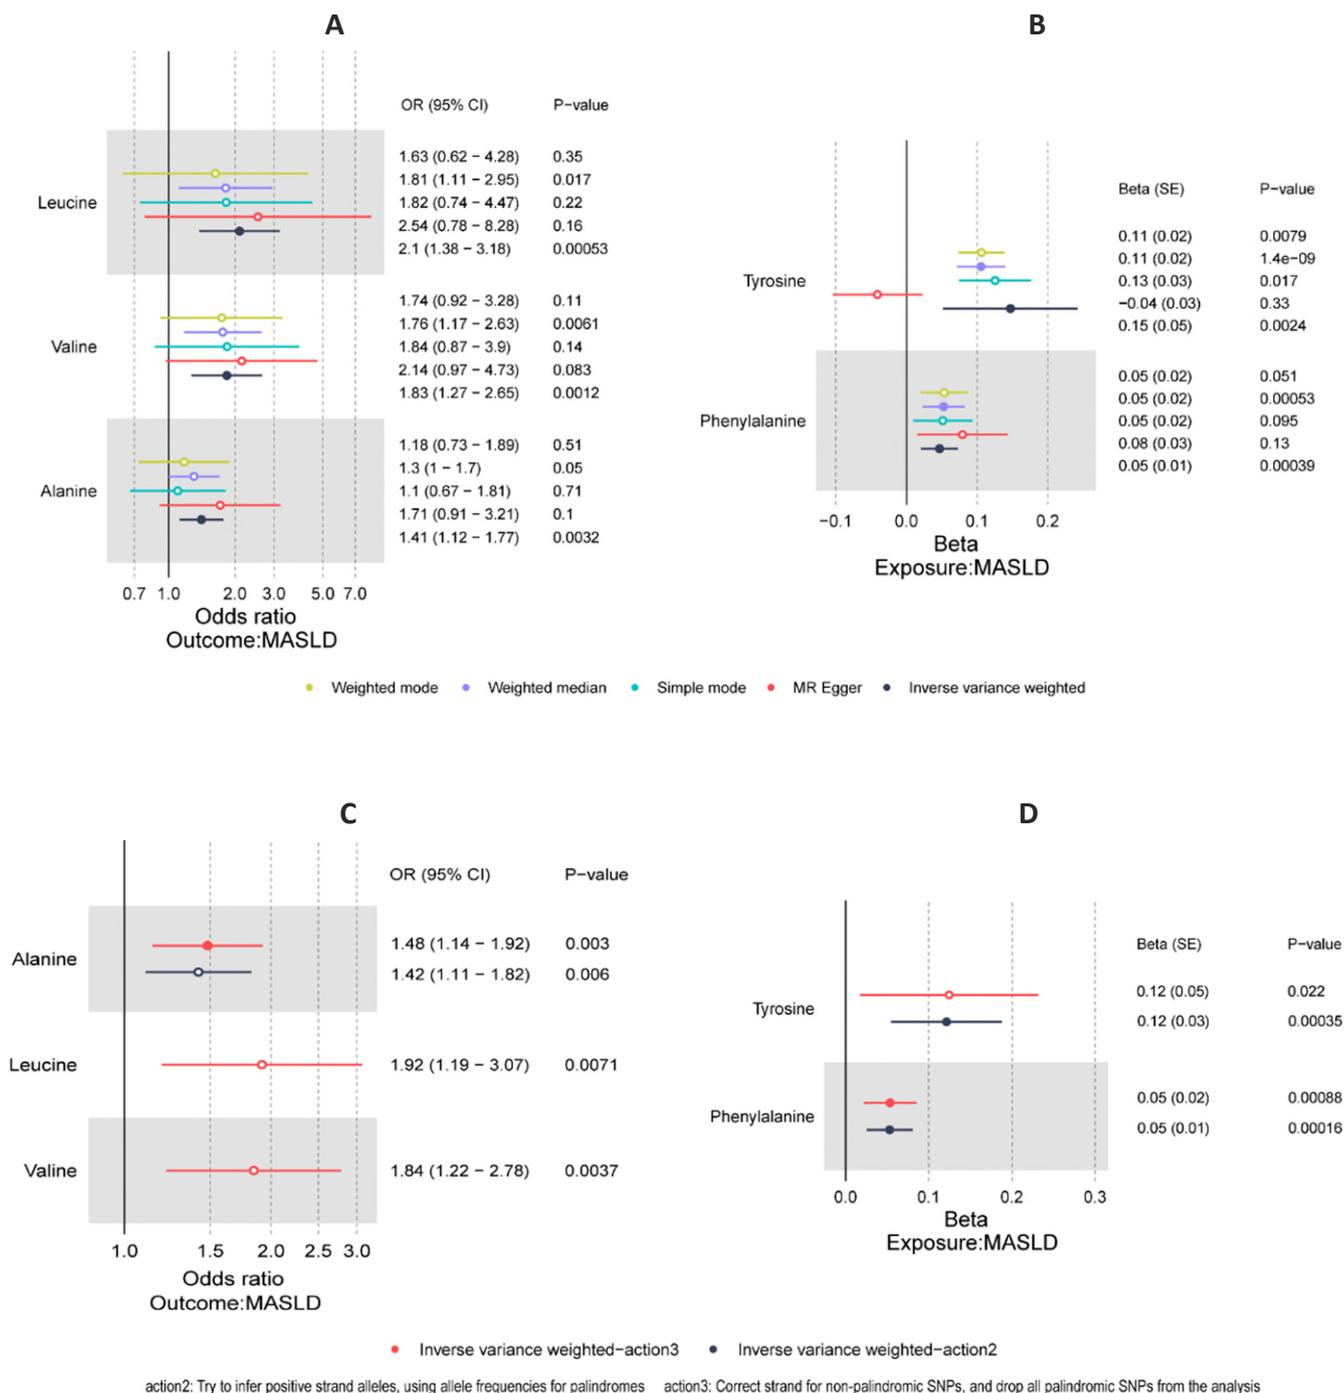 A
OR (95% CI) P−value
Leucine
1.63 (0.62 − 4.28) 0.35
1.81 (1.11 − 2.95) 0.017
1.82 (0.74 − 4.47) 0.22
2.54 (0.78 − 8.28) 0.16
2.1 (1.38 − 3.18) 0.00053
Valine
1.74 (0.92 − 3.28) 0.11
1.76 (1.17 − 2.63) 0.0061
1.84 (0.87 − 3.9) 0.14
2.14 (0.97 − 4.73) 0.083
1.83 (1.27 − 2.65) 0.0012
Alanine
1.18 (0.73 − 1.89) 0.51
1.3 (1 − 1.7) 0.05
1.1 (0.67 − 1.81) 0.71
1.71 (0.91 − 3.21) 0.1
1.41 (1.12 − 1.77) 0.0032
0.7 1.0 2.0 3.0 5.0 7.0
Odds ratio
Outcome:MASLD
B
Beta (SE) P−value
Tyrosine
0.11 (0.02) 0.0079
0.11 (0.02) 1.4e−09
0.13 (0.03) 0.017
−0.04 (0.03) 0.33
0.15 (0.05) 0.0024
Phenylalanine
0.05 (0.02) 0.051
0.05 (0.02) 0.00053
0.05 (0.02) 0.095
0.08 (0.03) 0.13
0.05 (0.01) 0.00039
−0.1 0.0 0.1 0.2
Beta
Exposure:MASLD
Weighted mode Weighted median Simple mode MR Egger Inverse variance weighted
C
OR (95% CI) P−value
Alanine
1.48 (1.14 − 1.92) 0.003
1.42 (1.11 − 1.82) 0.006
Leucine 1.92 (1.19 − 3.07) 0.0071
Valine 1.84 (1.22 − 2.78) 0.0037
1.0 1.5 2.0 2.5 3.0
Odds ratio
Outcome:MASLD
D
Beta (SE) P−value
Tyrosine
0.12 (0.05) 0.022
0.12 (0.03) 0.00035
Phenylalanine
0.05 (0.02) 0.00088
0.05 (0.01) 0.00016
0.0 0.1 0.2 0.3
Beta
Exposure:MASLD
Inverse variance weighted−action3 Inverse variance weighted−action2
action2: Try to infer positive strand alleles, using allele frequencies for palindromes action3: Correct strand for non-palindromic SNPs, and drop all palindromic SNPs from the analysis